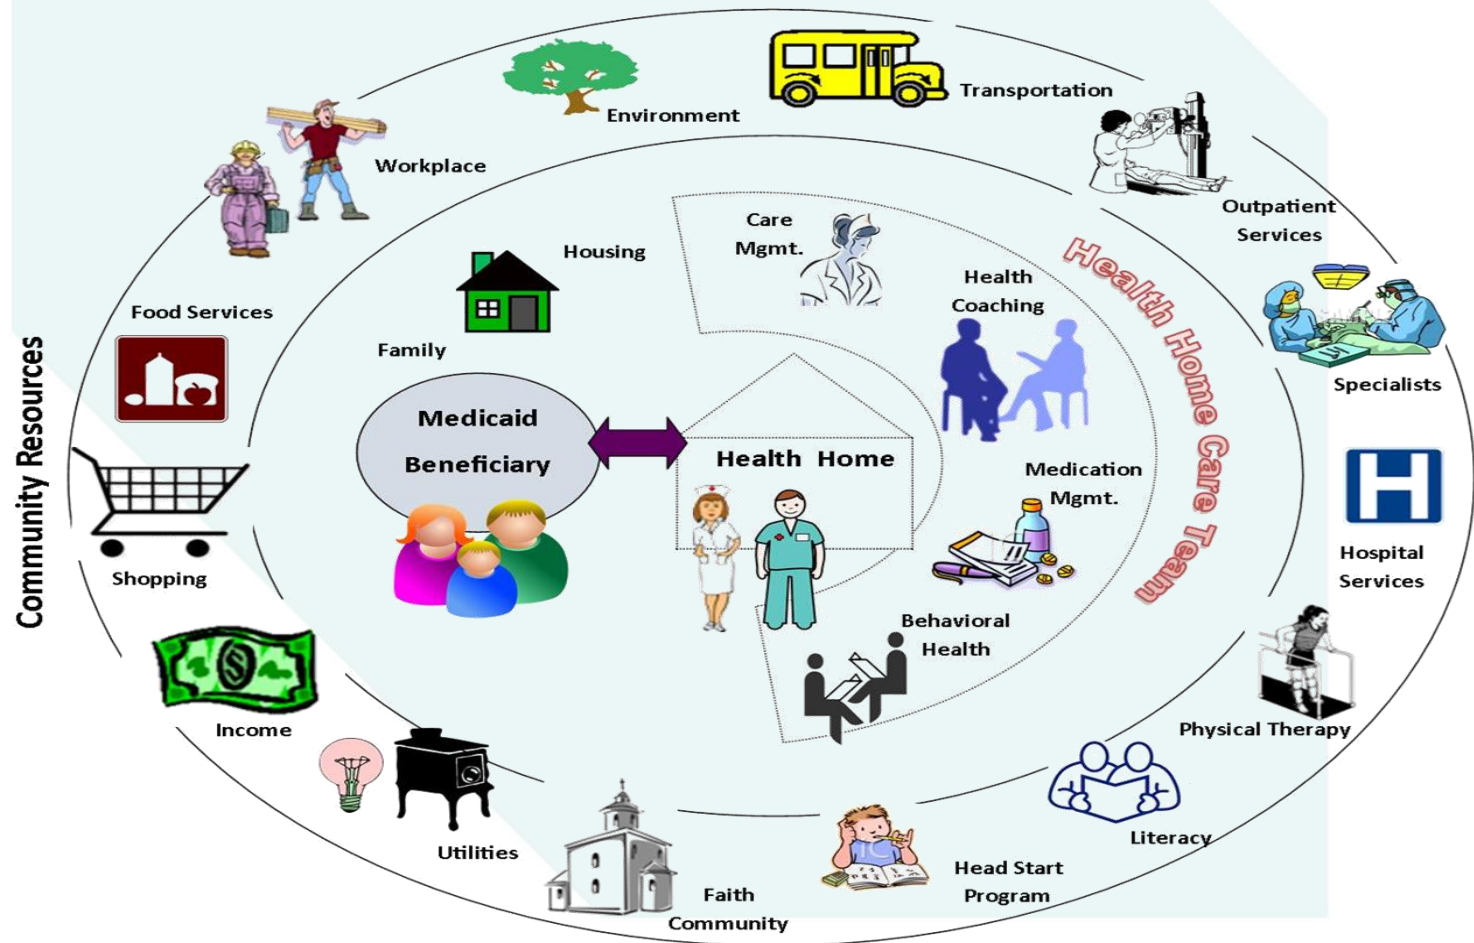 Environment
Transportation
Workplace
Outpatient
Services
Care
Mgmt.
Housing
Health
Coaching
Health Home Care Team
Food Services
Family
Specialists
Community Resources
Medicaid
Beneficiary
Health Home
Medication
Mgmt.
H
Hospital
Services
Shopping
Behavioral
Health
Income
Physical Therapy
Literacy
Utilities
Head Start
Program
Faith
Community